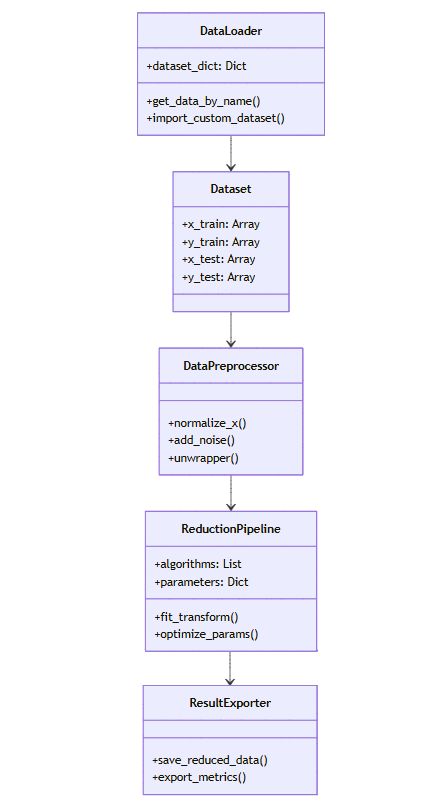 DataLoader
+dataset_dict: Dict
+get_data_by_name()
+import_custom_dataset()
Dataset
+x_train: Array
+y_train: Array
+x_test: Array
+y_test: Array
DataPreprocessor
+normalize_x()
+add_noise()
+unwrapper()
ReductionPipeline
+algorithms: List
+parameters: Dict
+fit_transform()
+optimize_params()
ResultExporter
+save_reduced_data()
+export_metrics()